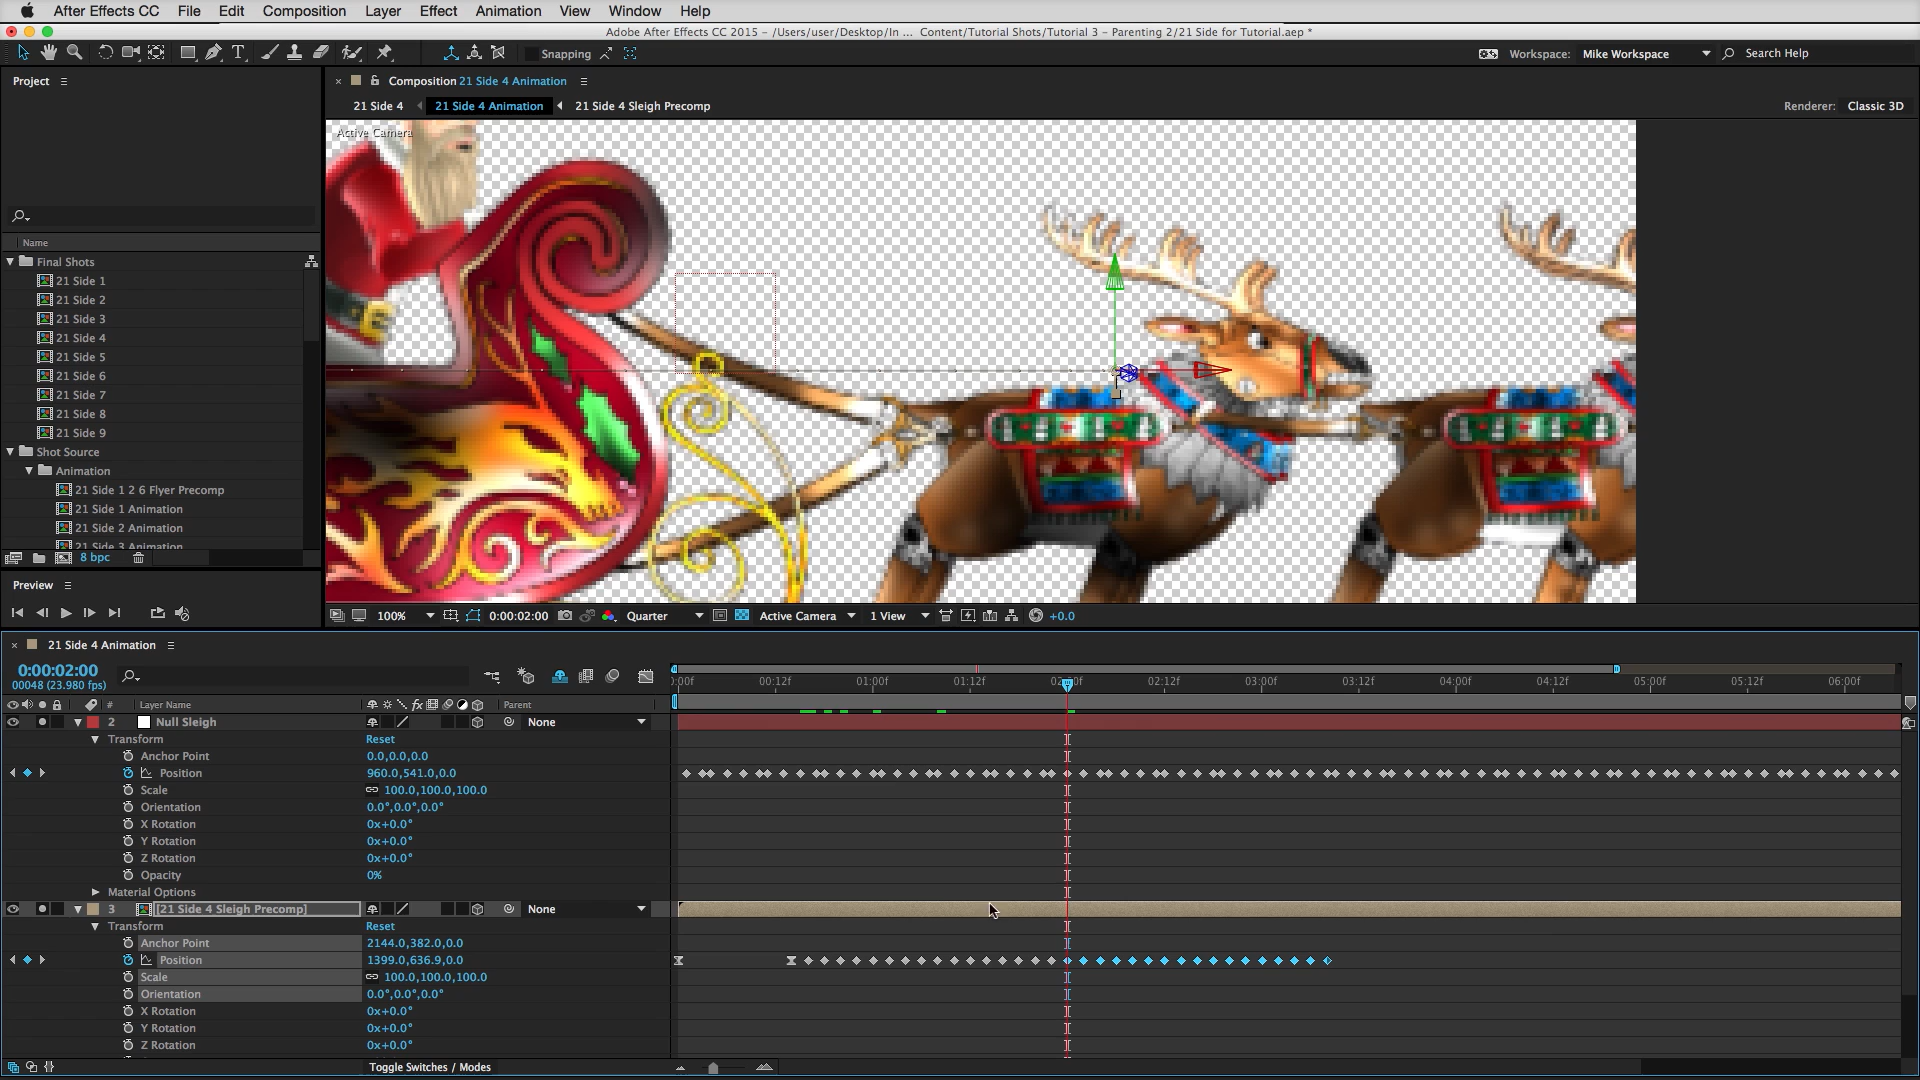 After Effects CC File Edit Composition Layer Effect Animation View Window Help
Adobe After Effects CC 2015 – /Users/user/Desktop/In ... Content/Tutorial Shots/Tutorial 3 - Parenting 2/21 Side for Tutorial.aep *
Snapping Workspace: Mike Workspace Search Help
Project
Composition 21 Side 4 Animation
21 Side 4 21 Side 4 Animation 21 Side 4 Sleigh Precomp Renderer: Classic 3D
Active Camera
Name
Final Shots
21 Side 1
21 Side 2
21 Side 3
21 Side 4
21 Side 5
21 Side 6
21 Side 7
21 Side 8
21 Side 9
Shot Source
Animation
21 Side 1 2 6 Flyer Precomp
21 Side 1 Animation
21 Side 2 Animation
21 Side 3 Animation
8 bpc
Preview
100% 0:00:02:00 Quarter Active Camera 1 View +0.0
21 Side 4 Animation
0:00:02:00
00048 (23.980 fps)
:00f 00:12f 01:00f 01:12f 02:00f 02:12f 03:00f 03:12f 04:00f 04:12f 05:00f 05:12f 06:00f
# Layer Name fx Parent
2 Null Sleigh None
Transform Reset
Anchor Point 0.0,0.0,0.0
Position 960.0,541.0,0.0
Scale 100.0,100.0,100.0
Orientation 0.0°,0.0°,0.0°
X Rotation 0x+0.0°
Y Rotation 0x+0.0°
Z Rotation 0x+0.0°
Opacity 0%
Material Options
3 [21 Side 4 Sleigh Precomp] None
Transform Reset
Anchor Point 2144.0,382.0,0.0
Position 1399.0,636.9,0.0
Scale 100.0,100.0,100.0
Orientation 0.0°,0.0°,0.0°
X Rotation 0x+0.0°
Y Rotation 0x+0.0°
Z Rotation 0x+0.0°
Toggle Switches / Modes